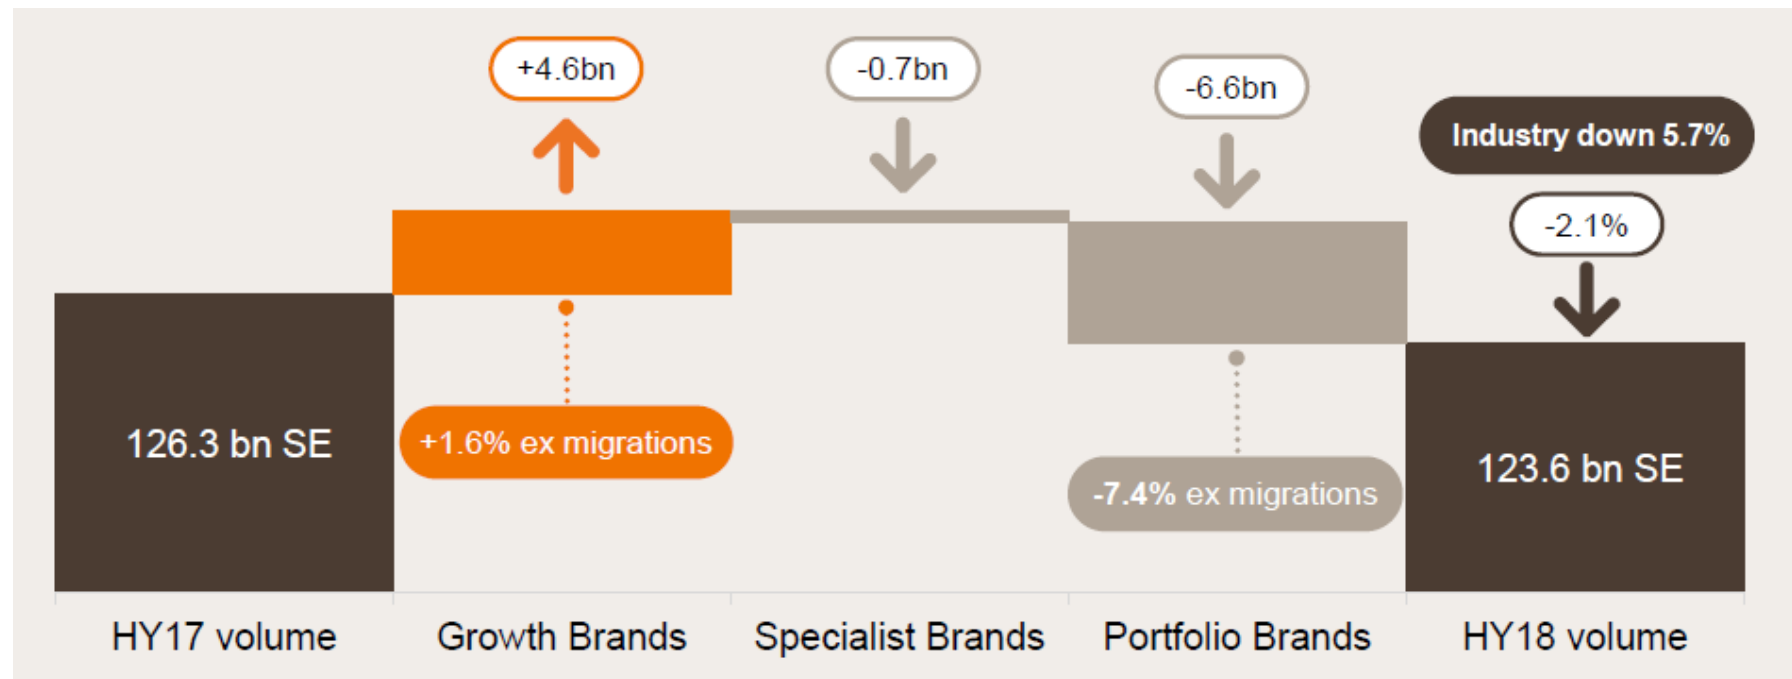 +4.6bn
-0.7bn
-6.6bn
Industry down 5.7%
-2.1%
126.3 bn SE
+1.6% ex migrations
-7.4% ex migrations
123.6 bn SE
HY17 volume
Growth Brands
Specialist Brands
Portfolio Brands
HY18 volume